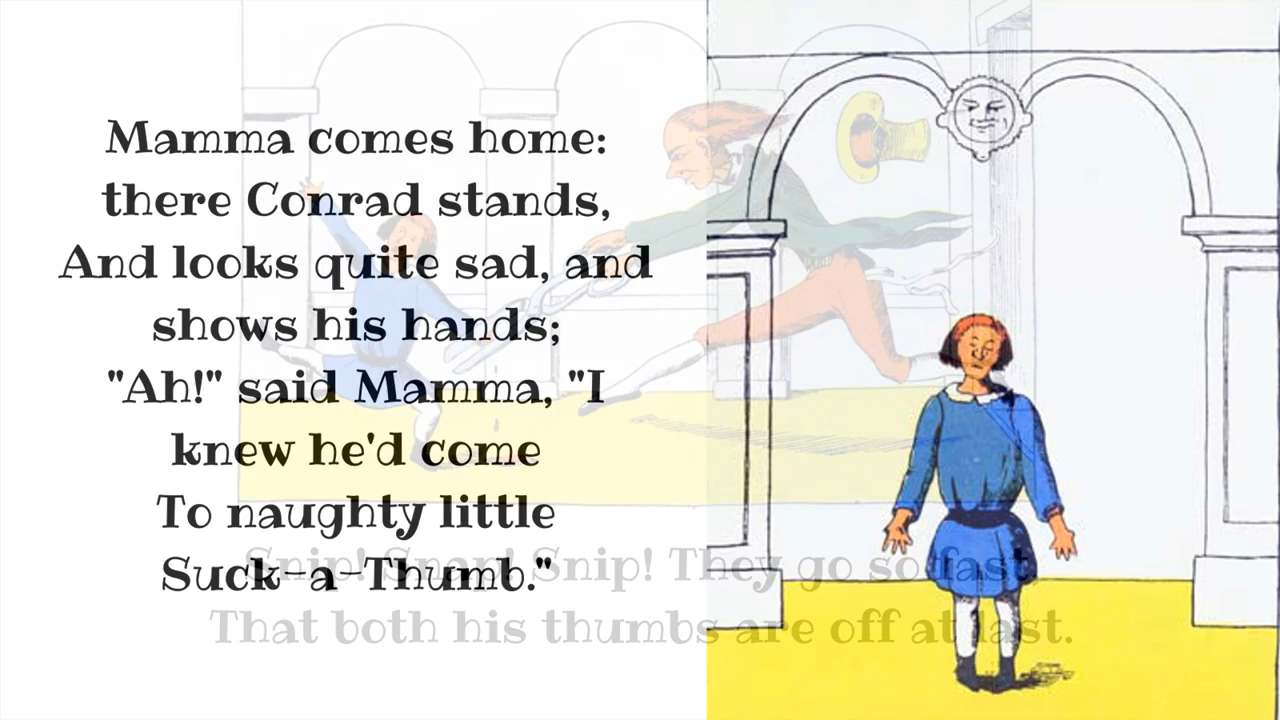 Mamma comes home:
there Conrad stands,
And looks quite sad, and
shows his hands;
"Ah!" said Mamma, "I
knew he'd come
To naughty little
Suck-a-Thumb."
Snip! Snap! Snip! They go so fast
That both his thumbs are off at last.